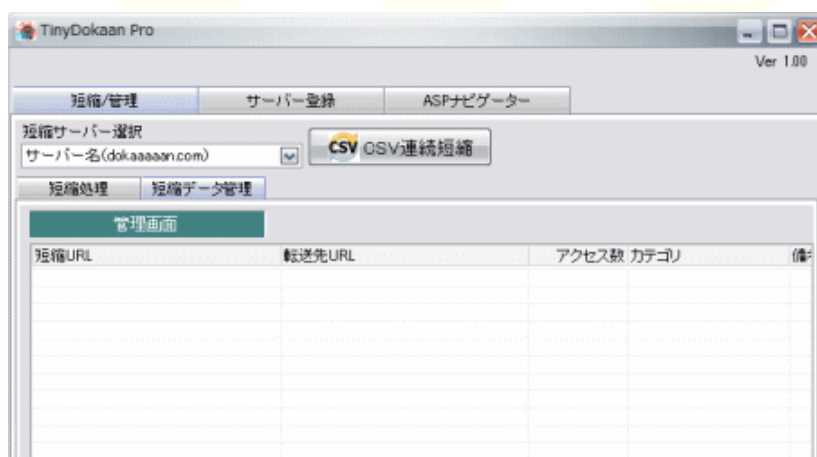 TinyDokaan Pro
Ver 1.00
短縮/管理 サーバー登録 ASPナビゲーター
短縮サーバー選択
サーバー名(dokaaaaan.com)
CSV CSV連続短縮
短縮処理 短縮データ管理
管理画面
短縮URL 転送先URL アクセス数 カテゴリ 備